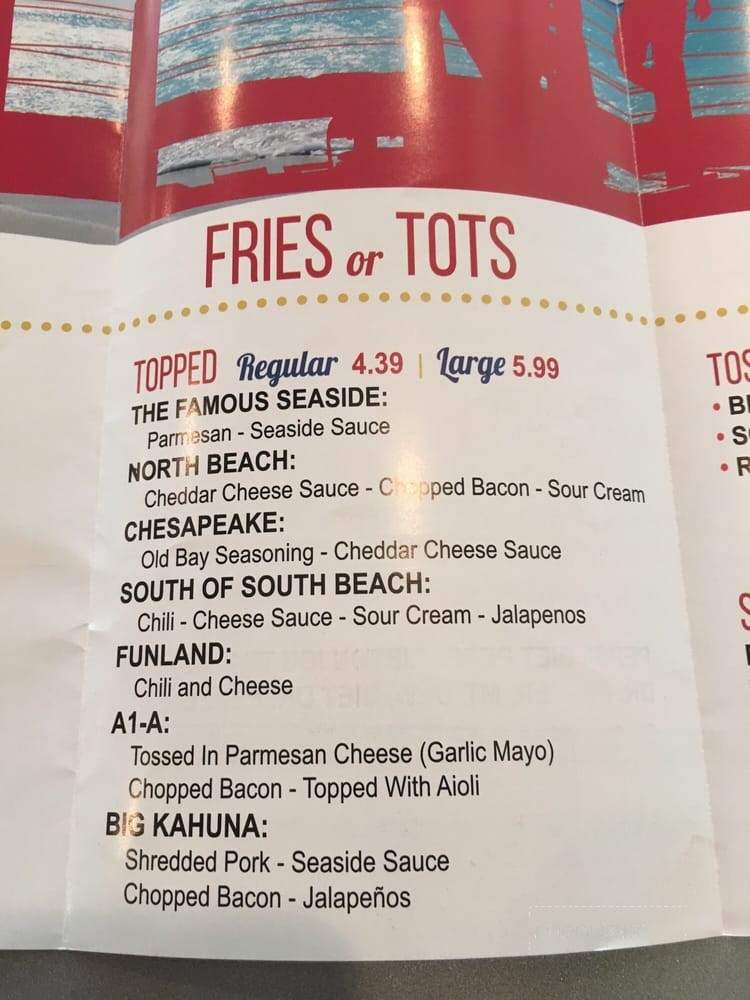 FRIES or TOTS
TOPPED Regular 4.39 | Large 5.99
THE FAMOUS SEASIDE:
Parmesan - Seaside Sauce
NORTH BEACH:
Cheddar Cheese Sauce - Chopped Bacon - Sour Cream
CHESAPEAKE:
Old Bay Seasoning - Cheddar Cheese Sauce
SOUTH OF SOUTH BEACH:
Chili - Cheese Sauce - Sour Cream - Jalapenos
FUNLAND:
Chili and Cheese
A1-A:
Tossed In Parmesan Cheese (Garlic Mayo)
Chopped Bacon - Topped With Aioli
BIG KAHUNA:
Shredded Pork - Seaside Sauce
Chopped Bacon - Jalapeños